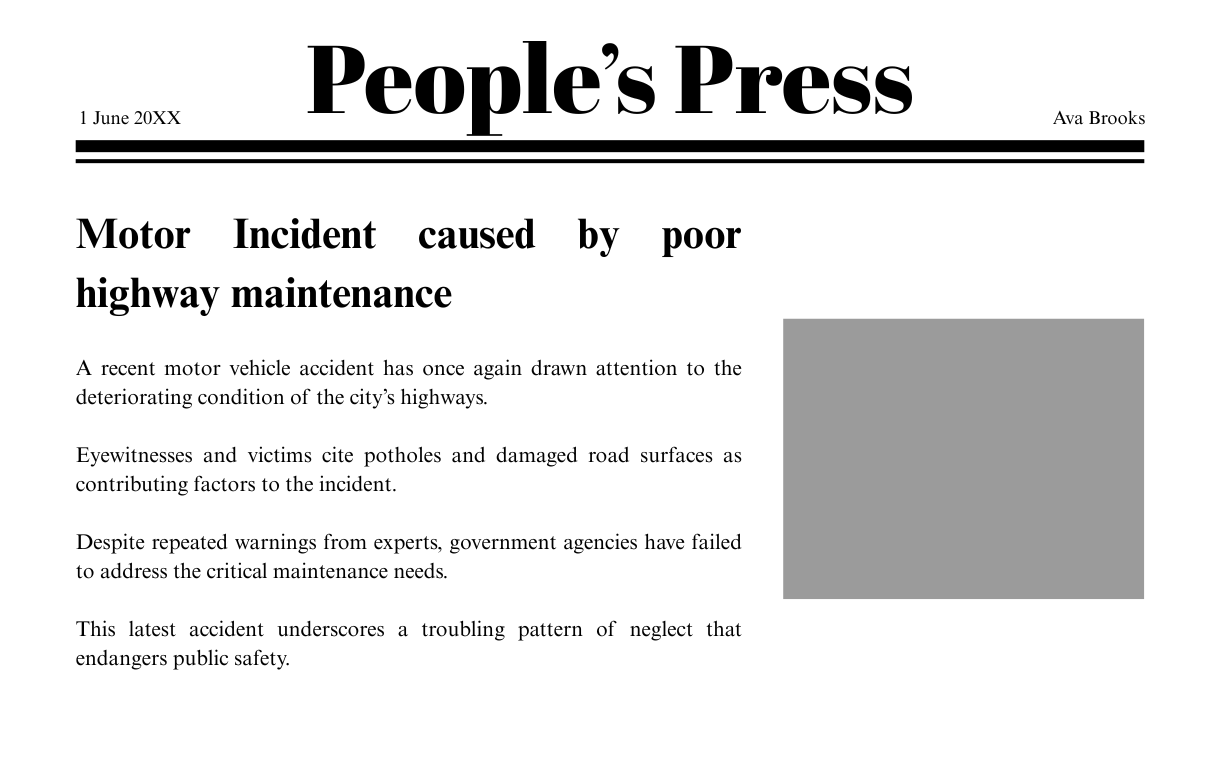 People’s Press
1 June 20XX
Ava Brooks
Motor Incident caused by poor
highway maintenance
A recent motor vehicle accident has once again drawn attention to the
deteriorating condition of the city’s highways.
Eyewitnesses and victims cite potholes and damaged road surfaces as
contributing factors to the incident.
Despite repeated warnings from experts, government agencies have failed
to address the critical maintenance needs.
This latest accident underscores a troubling pattern of neglect that
endangers public safety.